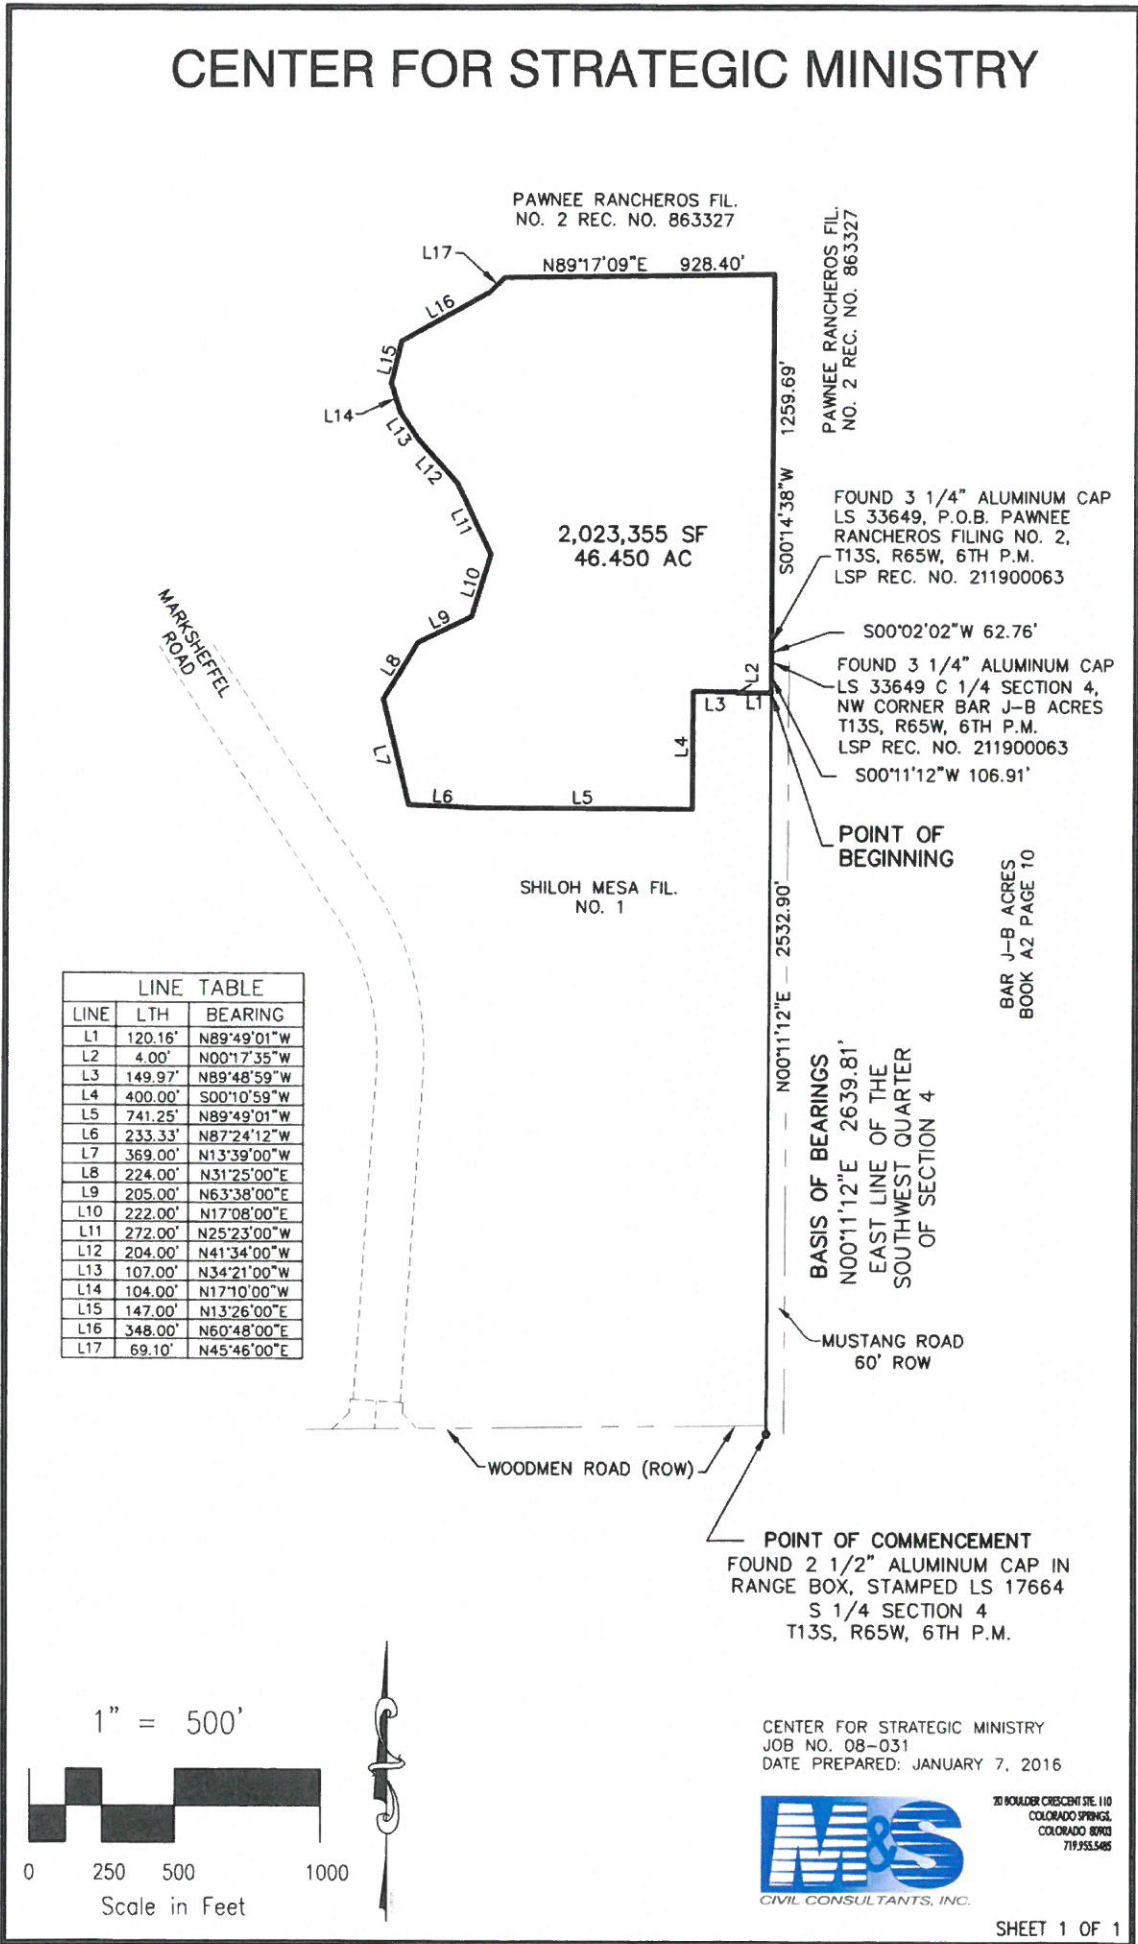 CENTER FOR STRATEGIC MINISTRY
PAWNEE RANCHEROS FIL.
NO. 2 REC. NO. 863327
L17
N89°17'09"E 928.40'
PAWNEE RANCHEROS FIL.
NO. 2 REC. NO. 863327
L16
L15
L14
L13
L12
L11
L10
L9
L8
L7
L6
L5
L4
L3
L2
L1
S00°14'38"W 1259.69'
2,023,355 SF
46.450 AC
FOUND 3 1/4" ALUMINUM CAP
LS 33649, P.O.B. PAWNEE
RANCHEROS FILING NO. 2,
T13S, R65W, 6TH P.M.
LSP REC. NO. 211900063
S00°02'02"W 62.76'
FOUND 3 1/4" ALUMINUM CAP
LS 33649 C 1/4 SECTION 4,
NW CORNER BAR J-B ACRES
T13S, R65W, 6TH P.M.
LSP REC. NO. 211900063
S00°11'12"W 106.91'
POINT OF
BEGINNING
MARKSHEFFEL
ROAD
SHILOH MESA FIL.
NO. 1
N00°11'12"E 2532.90'
BAR J-B ACRES
BOOK A2 PAGE 10
BASIS OF BEARINGS
N00°11'12"E 2639.81'
EAST LINE OF THE
SOUTHWEST QUARTER
OF SECTION 4
LINE TABLE
LINE LTH BEARING
L1 120.16' N89°49'01"W
L2 4.00' N00°17'35"W
L3 149.97' N89°48'59"W
L4 400.00' S00°10'59"W
L5 741.25' N89°49'01"W
L6 233.33' N87°24'12"W
L7 369.00' N13°39'00"W
L8 224.00' N31°25'00"E
L9 205.00' N63°38'00"E
L10 222.00' N17°08'00"E
L11 272.00' N25°23'00"W
L12 204.00' N41°34'00"W
L13 107.00' N34°21'00"W
L14 104.00' N17°10'00"W
L15 147.00' N13°26'00"E
L16 348.00' N60°48'00"E
L17 69.10' N45°46'00"E
MUSTANG ROAD
60' ROW
WOODMEN ROAD (ROW)
POINT OF COMMENCEMENT
FOUND 2 1/2" ALUMINUM CAP IN
RANGE BOX, STAMPED LS 17664
S 1/4 SECTION 4
T13S, R65W, 6TH P.M.
1" = 500'
0 250 500 1000
Scale in Feet
CENTER FOR STRATEGIC MINISTRY
JOB NO. 08-031
DATE PREPARED: JANUARY 7, 2016
M&S
CIVIL CONSULTANTS, INC.
20 BOULDER CRESCENT STE. 110
COLORADO SPRINGS,
COLORADO 80903
719.955.5485
SHEET 1 OF 1